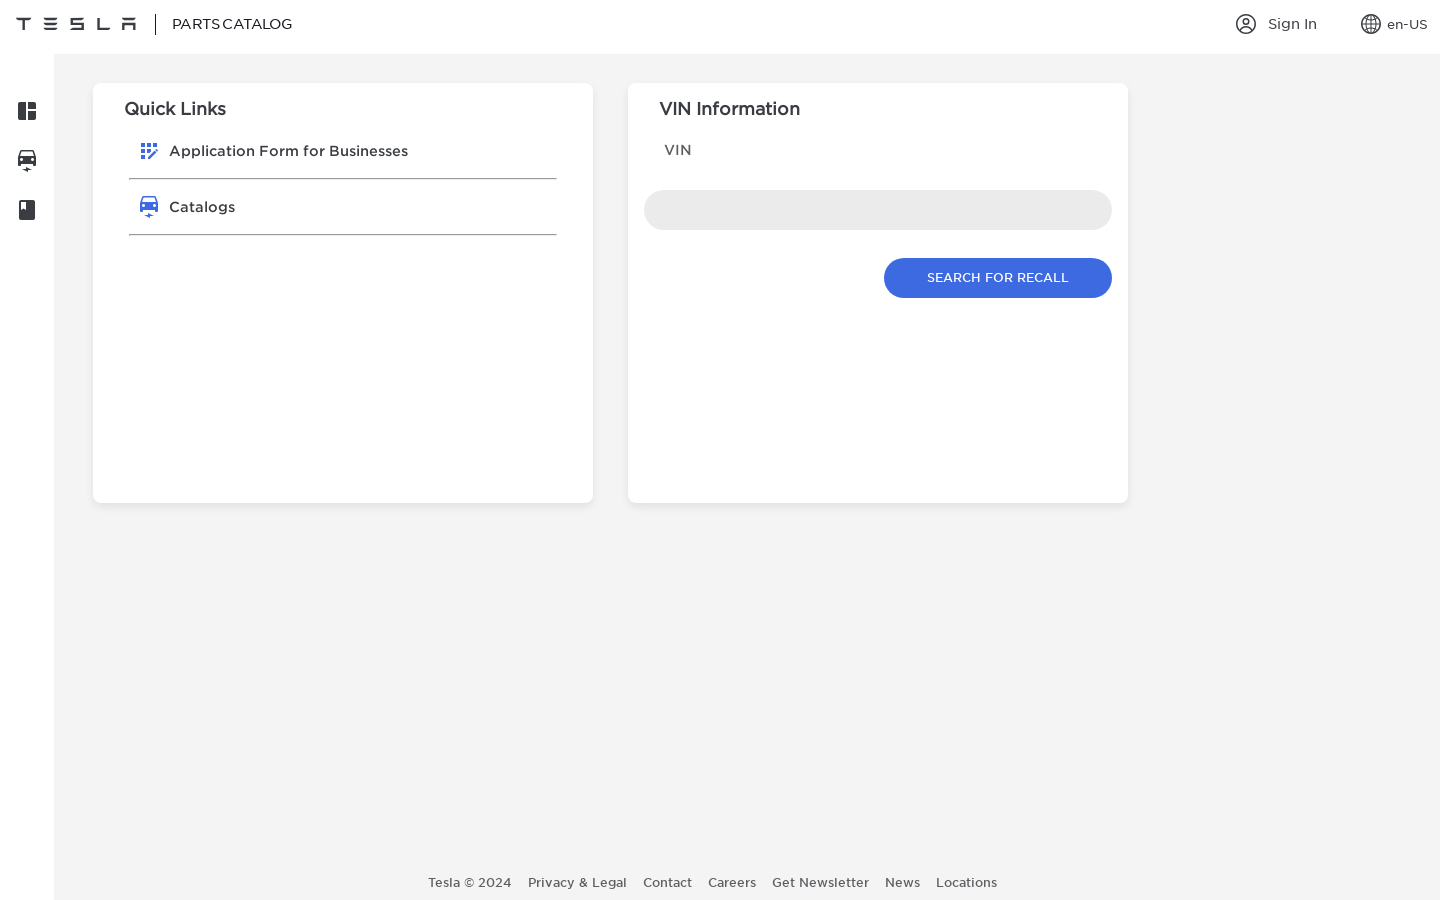 TESLA PARTS CATALOG
Sign In
en-US
Quick Links
Application Form for Businesses
Catalogs
VIN Information
VIN
SEARCH FOR RECALL
Tesla © 2024 Privacy & Legal Contact Careers Get Newsletter News Locations